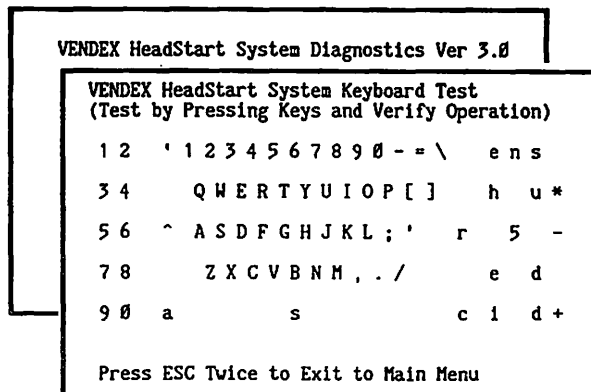 VENDEX HeadStart System Diagnostics Ver 3.0
VENDEX HeadStart System Keyboard Test
(Test by Pressing Keys and Verify Operation)
1 2 ' 1 2 3 4 5 6 7 8 9 0 - = \ e n s
3 4 Q W E R T Y U I O P [ ] h u *
5 6 ^ A S D F G H J K L ; ' r 5 -
7 8 Z X C V B N M , . / e d
9 0 a s c i d +
Press ESC Twice to Exit to Main Menu